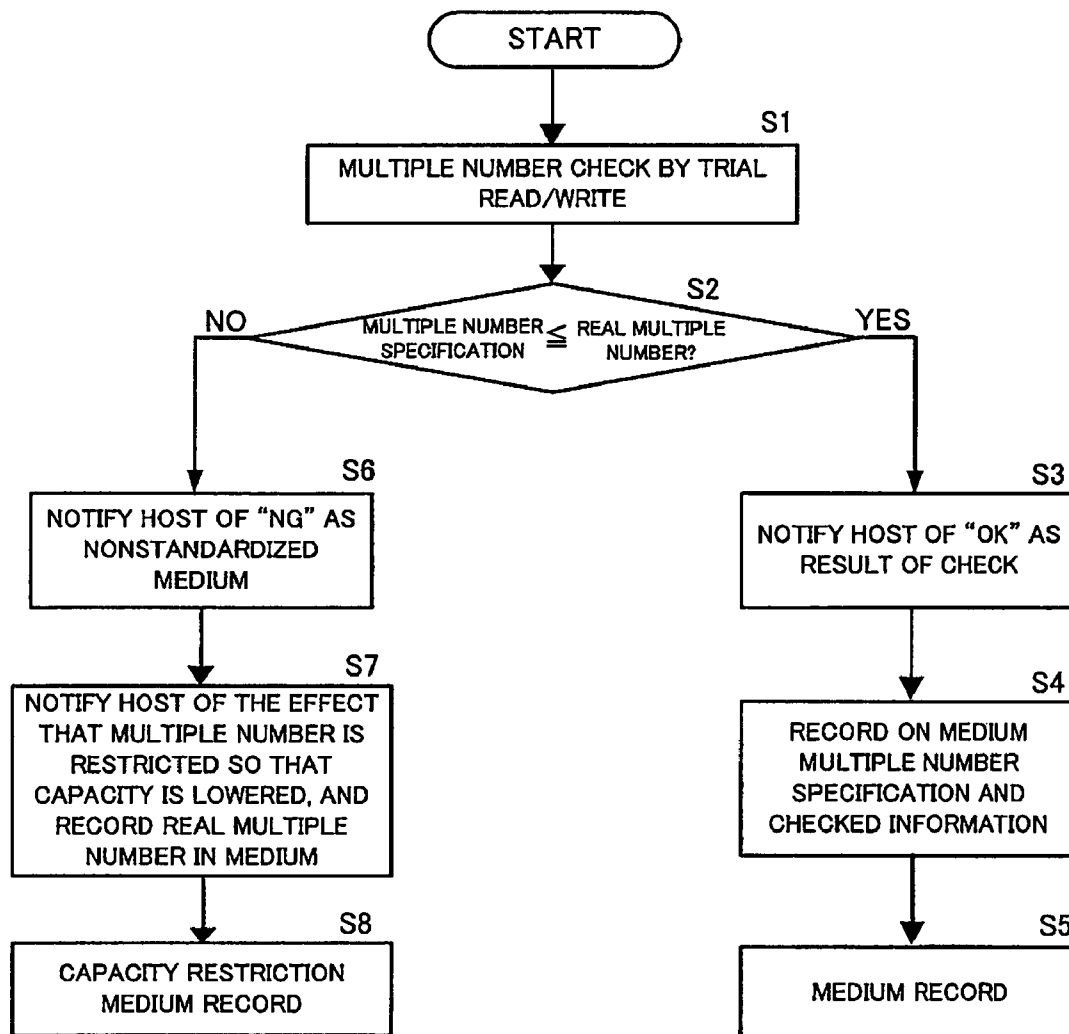 START
S1
MULTIPLE NUMBER CHECK BY TRIAL
READ/WRITE
S2
NO
MULTIPLE NUMBER ≦ REAL MULTIPLE
SPECIFICATION NUMBER?
YES
S6
NOTIFY HOST OF “NG” AS
NONSTANDARDIZED
MEDIUM
S7
NOTIFY HOST OF THE EFFECT
THAT MULTIPLE NUMBER IS
RESTRICTED SO THAT
CAPACITY IS LOWERED, AND
RECORD REAL MULTIPLE
NUMBER IN MEDIUM
S8
CAPACITY RESTRICTION
MEDIUM RECORD
S3
NOTIFY HOST OF “OK” AS
RESULT OF CHECK
S4
RECORD ON MEDIUM
MULTIPLE NUMBER
SPECIFICATION AND
CHECKED INFORMATION
S5
MEDIUM RECORD